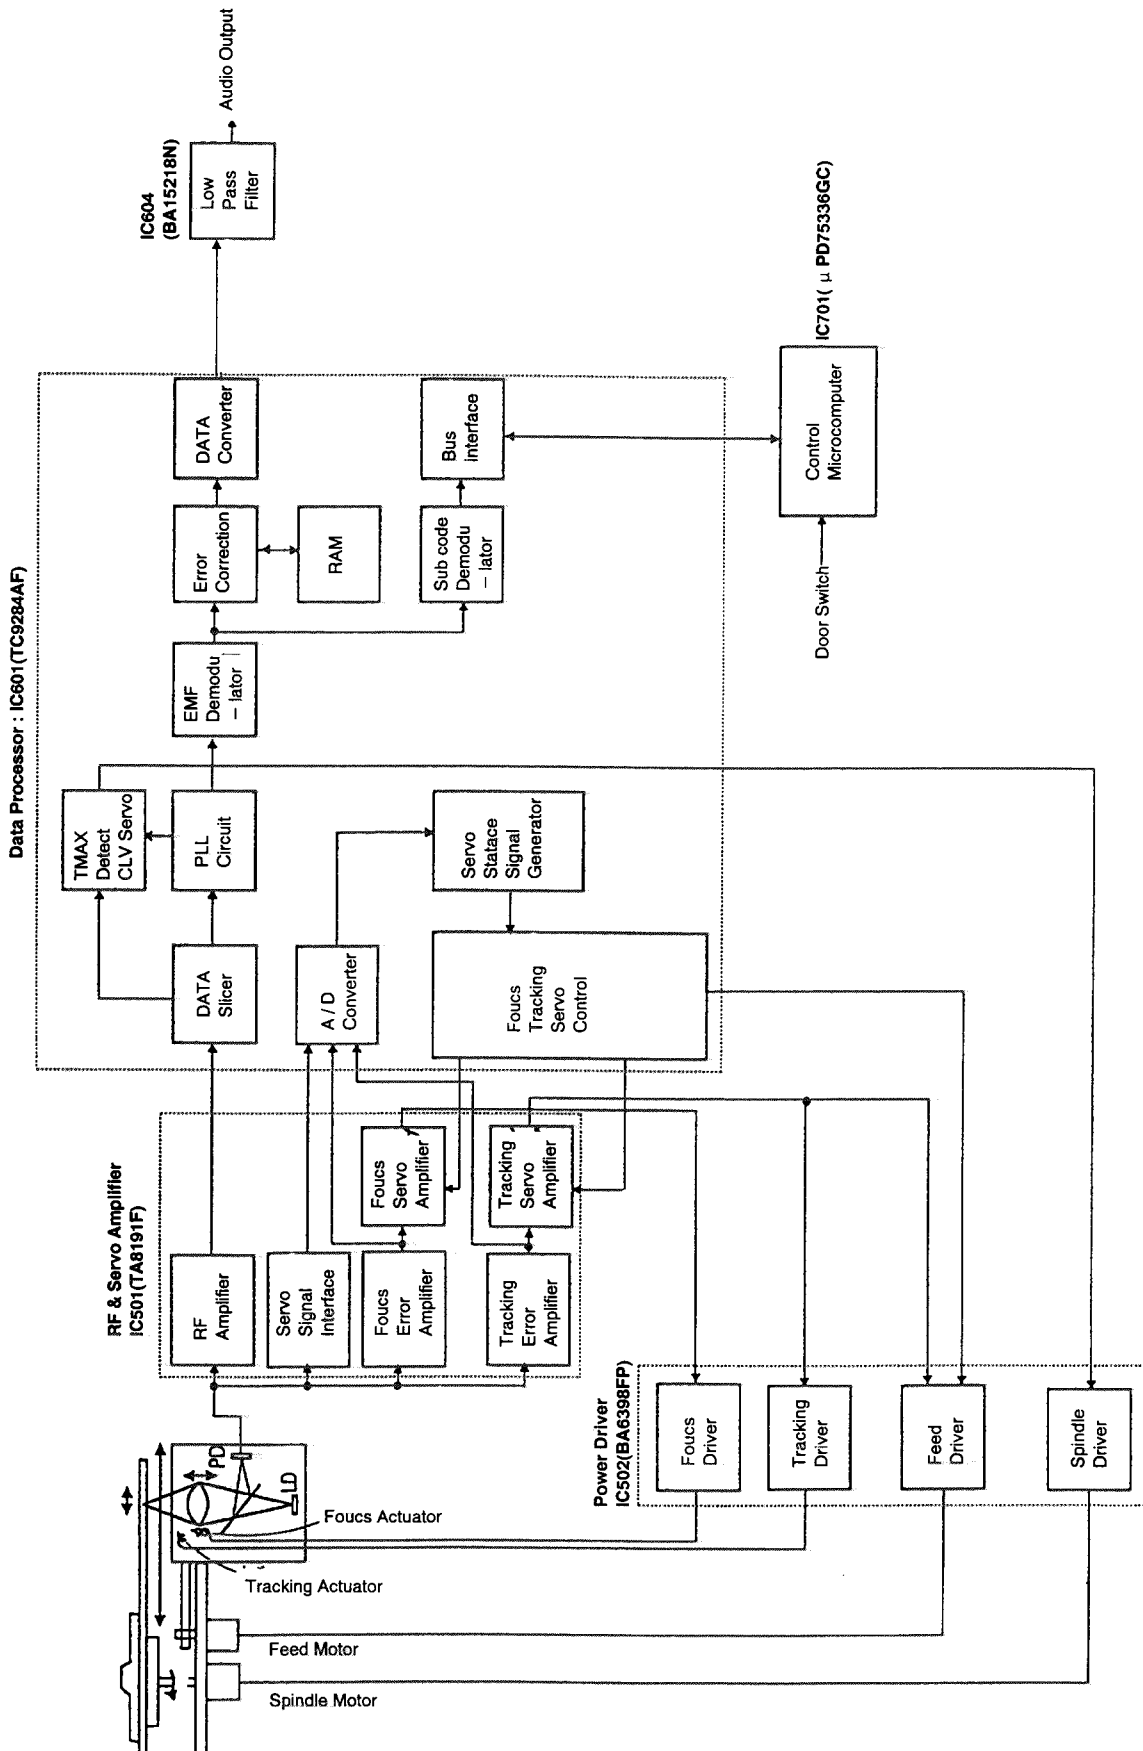 Data Processor : IC601(TC9284AF)
RF & Servo Amplifier
IC501(TA8191F)
Power Driver
IC502(BA6398FP)
IC604
(BA15218N)
IC701( μ PD75336GC)
Spindle Motor
Feed Motor
Tracking Actuator
Foucs Actuator
PD
LD
RF
Amplifier
Servo
Signal
Interface
Foucs
Error
Amplifier
Tracking
Error
Amplifier
Foucs
Servo
Amplifier
Tracking
Servo
Amplifier
Foucs
Driver
Tracking
Driver
Feed
Driver
Spindle
Driver
DATA
Slicer
TMAX
Detect
CLV Servo
PLL
Circuit
A / D
Converter
Servo
Statace
Signal
Generator
Foucs
Tracking
Servo
Control
EMF
Demodu
– lator
Error
Correction
RAM
DATA
Converter
Sub code
Demodu
– lator
Bus
interface
Low
Pass
Filter
Audio Output
Control
Microcomputer
Door Switch